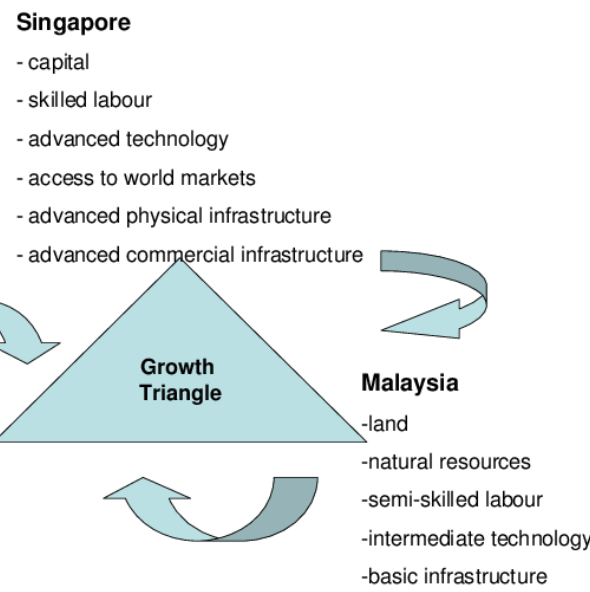 Singapore
- capital
- skilled labour
- advanced technology
- access to world markets
- advanced physical infrastructure
- advanced commercial infrastructure
Growth
Triangle
Malaysia
-land
-natural resources
-semi-skilled labour
-intermediate technology
-basic infrastructure